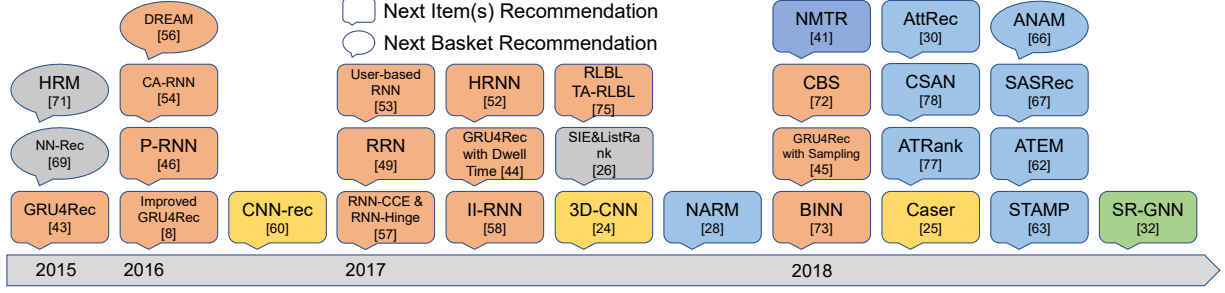 Next Item(s) Recommendation
Next Basket Recommendation
DREAM
[56]
NMTR
[41]
AttRec
[30]
ANAM
[66]
HRM
[71]
CA-RNN
[54]
User-based
RNN
[53]
HRNN
[52]
RLBL
TA-RLBL
[75]
CBS
[72]
CSAN
[78]
SASRec
[67]
NN-Rec
[69]
P-RNN
[46]
RRN
[49]
GRU4Rec
with Dwell
Time [44]
SIE&ListRa
nk
[26]
GRU4Rec
with Sampling
[45]
ATRank
[77]
ATEM
[62]
GRU4Rec
[43]
Improved
GRU4Rec
[8]
CNN-rec
[60]
RNN-CCE &
RNN-Hinge
[57]
II-RNN
[58]
3D-CNN
[24]
NARM
[28]
BINN
[73]
Caser
[25]
STAMP
[63]
SR-GNN
[32]
2015
2016
2017
2018